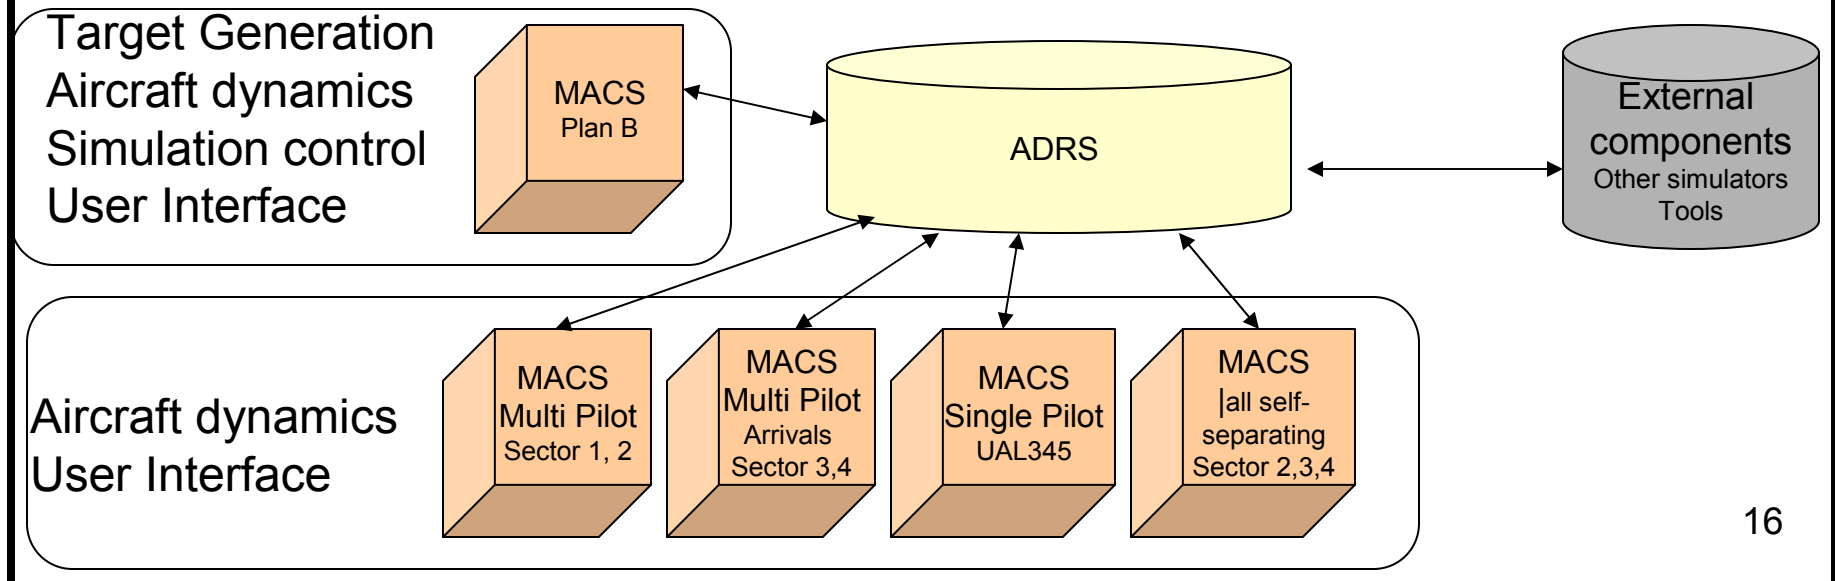 Target Generation
Aircraft dynamics
Simulation control
User Interface
MACS
Plan B
ADRS
External
components
Other simulators
Tools
Aircraft dynamics
User Interface
MACS
Multi Pilot
Sector 1, 2
MACS
Multi Pilot
Arrivals
Sector 3,4
MACS
Single Pilot
UAL345
MACS
|all self-
separating
Sector 2,3,4
16